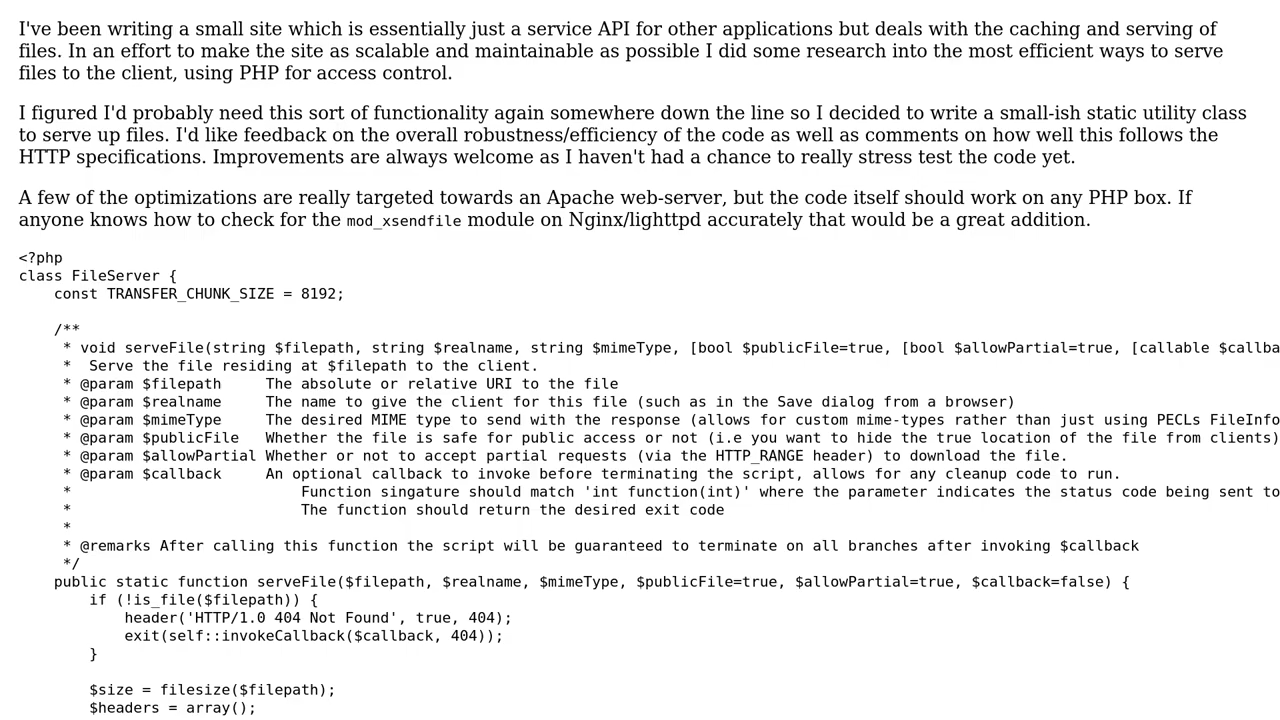 I've been writing a small site which is essentially just a service API for other applications but deals with the caching and serving of
files. In an effort to make the site as scalable and maintainable as possible I did some research into the most efficient ways to serve
files to the client, using PHP for access control.
I figured I'd probably need this sort of functionality again somewhere down the line so I decided to write a small-ish static utility class
to serve up files. I'd like feedback on the overall robustness/efficiency of the code as well as comments on how well this follows the
HTTP specifications. Improvements are always welcome as I haven't had a chance to really stress test the code yet.
A few of the optimizations are really targeted towards an Apache web-server, but the code itself should work on any PHP box. If
anyone knows how to check for the mod_xsendfile module on Nginx/lighttpd accurately that would be a great addition.
<?php
class FileServer {
    const TRANSFER_CHUNK_SIZE = 8192;
    /**
     * void serveFile(string $filepath, string $realname, string $mimeType, [bool $publicFile=true, [bool $allowPartial=true, [callable $callba
     *  Serve the file residing at $filepath to the client.
     * @param $filepath     The absolute or relative URI to the file
     * @param $realname     The name to give the client for this file (such as in the Save dialog from a browser)
     * @param $mimeType     The desired MIME type to send with the response (allows for custom mime-types rather than just using PECLs FileInfo
     * @param $publicFile   Whether the file is safe for public access or not (i.e you want to hide the true location of the file from clients)
     * @param $allowPartial Whether or not to accept partial requests (via the HTTP_RANGE header) to download the file.
     * @param $callback     An optional callback to invoke before terminating the script, allows for any cleanup code to run.
     *                          Function singature should match 'int function(int)' where the parameter indicates the status code being sent to
     *                          The function should return the desired exit code
     *
     * @remarks After calling this function the script will be guaranteed to terminate on all branches after invoking $callback
     */
    public static function serveFile($filepath, $realname, $mimeType, $publicFile=true, $allowPartial=true, $callback=false) {
        if (!is_file($filepath)) {
            header('HTTP/1.0 404 Not Found', true, 404);
            exit(self::invokeCallback($callback, 404));
        }
        $size = filesize($filepath);
        $headers = array();